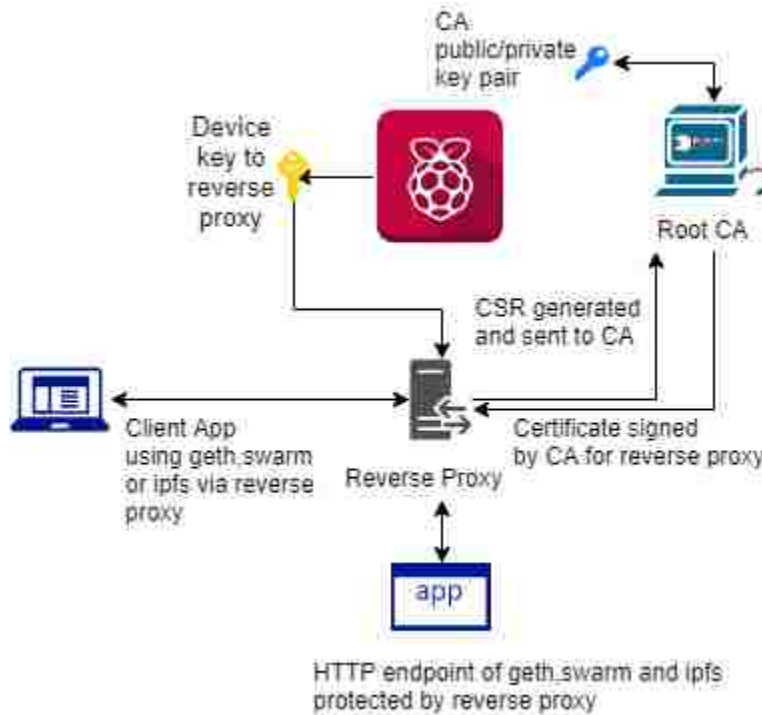 CA
public/private
key pair
Device
key to
reverse
proxy
Root CA
CSR generated
and sent to CA
Client App
using geth,swarm
or ipfs via reverse
proxy
Certificate signed
by CA for reverse proxy
Reverse Proxy
app
HTTP endpoint of geth,swarm and ipfs
protected by reverse proxy